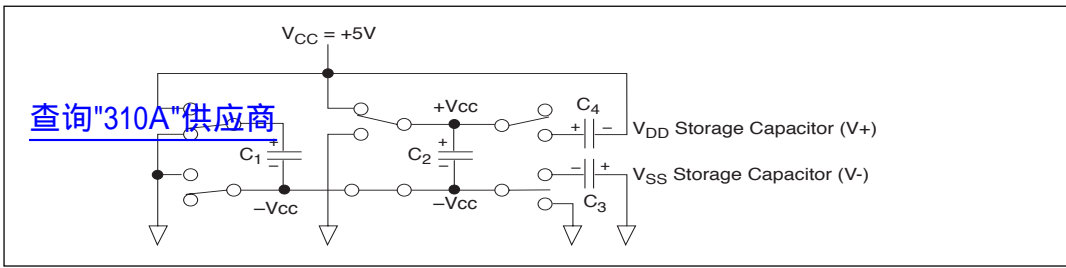 VCC = +5V
查询"310A"供应商
+Vcc
C4
+ –
VDD Storage Capacitor (V+)
+
C1
–
+
C2
–
– +
VSS Storage Capacitor (V-)
C3
–Vcc
–Vcc